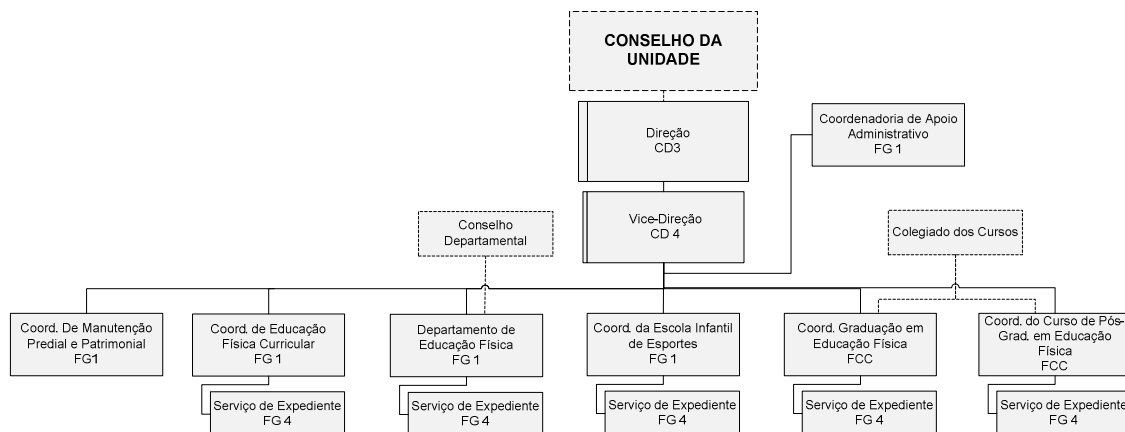 CONSELHO DA
UNIDADE
Direção
CD3
Coordenadoria de Apoio
Administrativo
FG 1
Vice-Direção
CD 4
Conselho
Departamental
Colegiado dos Cursos
Coord. De Manutenção
Predial e Patrimonial
FG1
Coord. de Educação
Física Curricular
FG 1
Departamento de
Educação Física
FG 1
Coord. da Escola Infantil
de Esportes
FG 1
Coord. Graduação em
Educação Física
FCC
Coord. do Curso de Pós-
Grad. em Educação
Física
FCC
Serviço de Expediente
FG 4
Serviço de Expediente
FG 4
Serviço de Expediente
FG 4
Serviço de Expediente
FG 4
Serviço de Expediente
FG 4